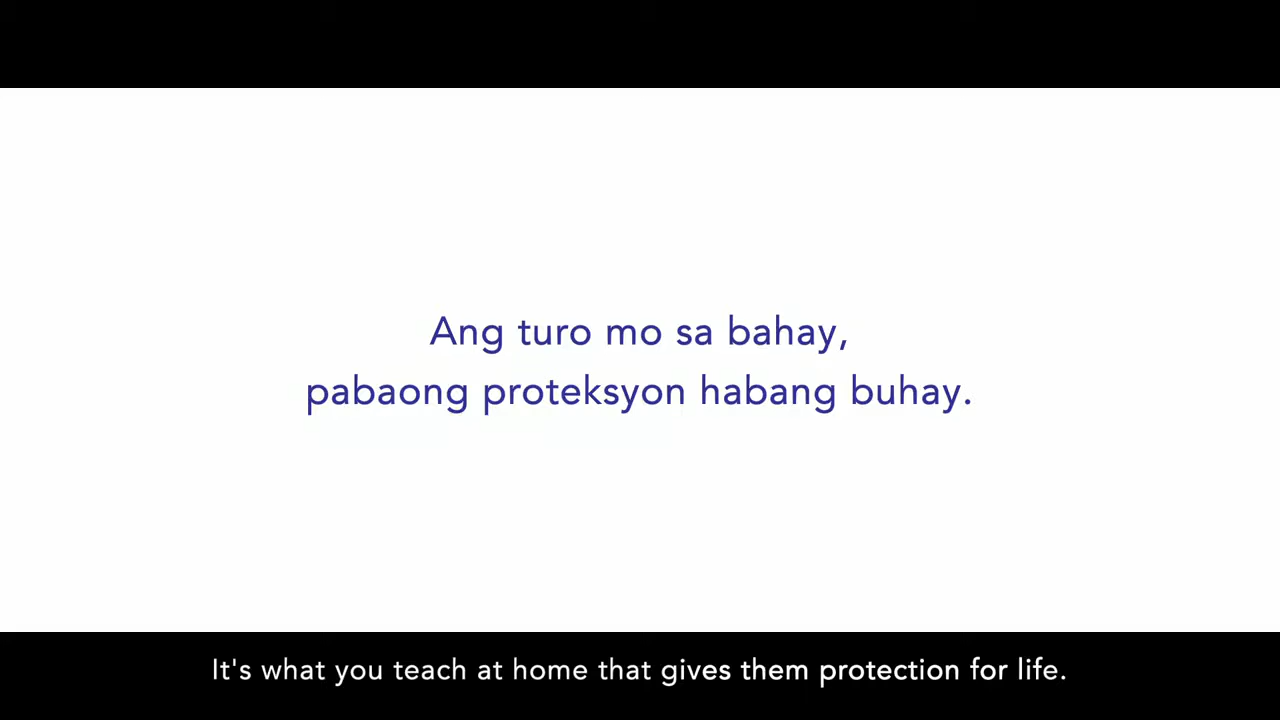 Ang turo mo sa bahay,
pabaong proteksyon habang buhay.
It's what you teach at home that gives them protection for life.